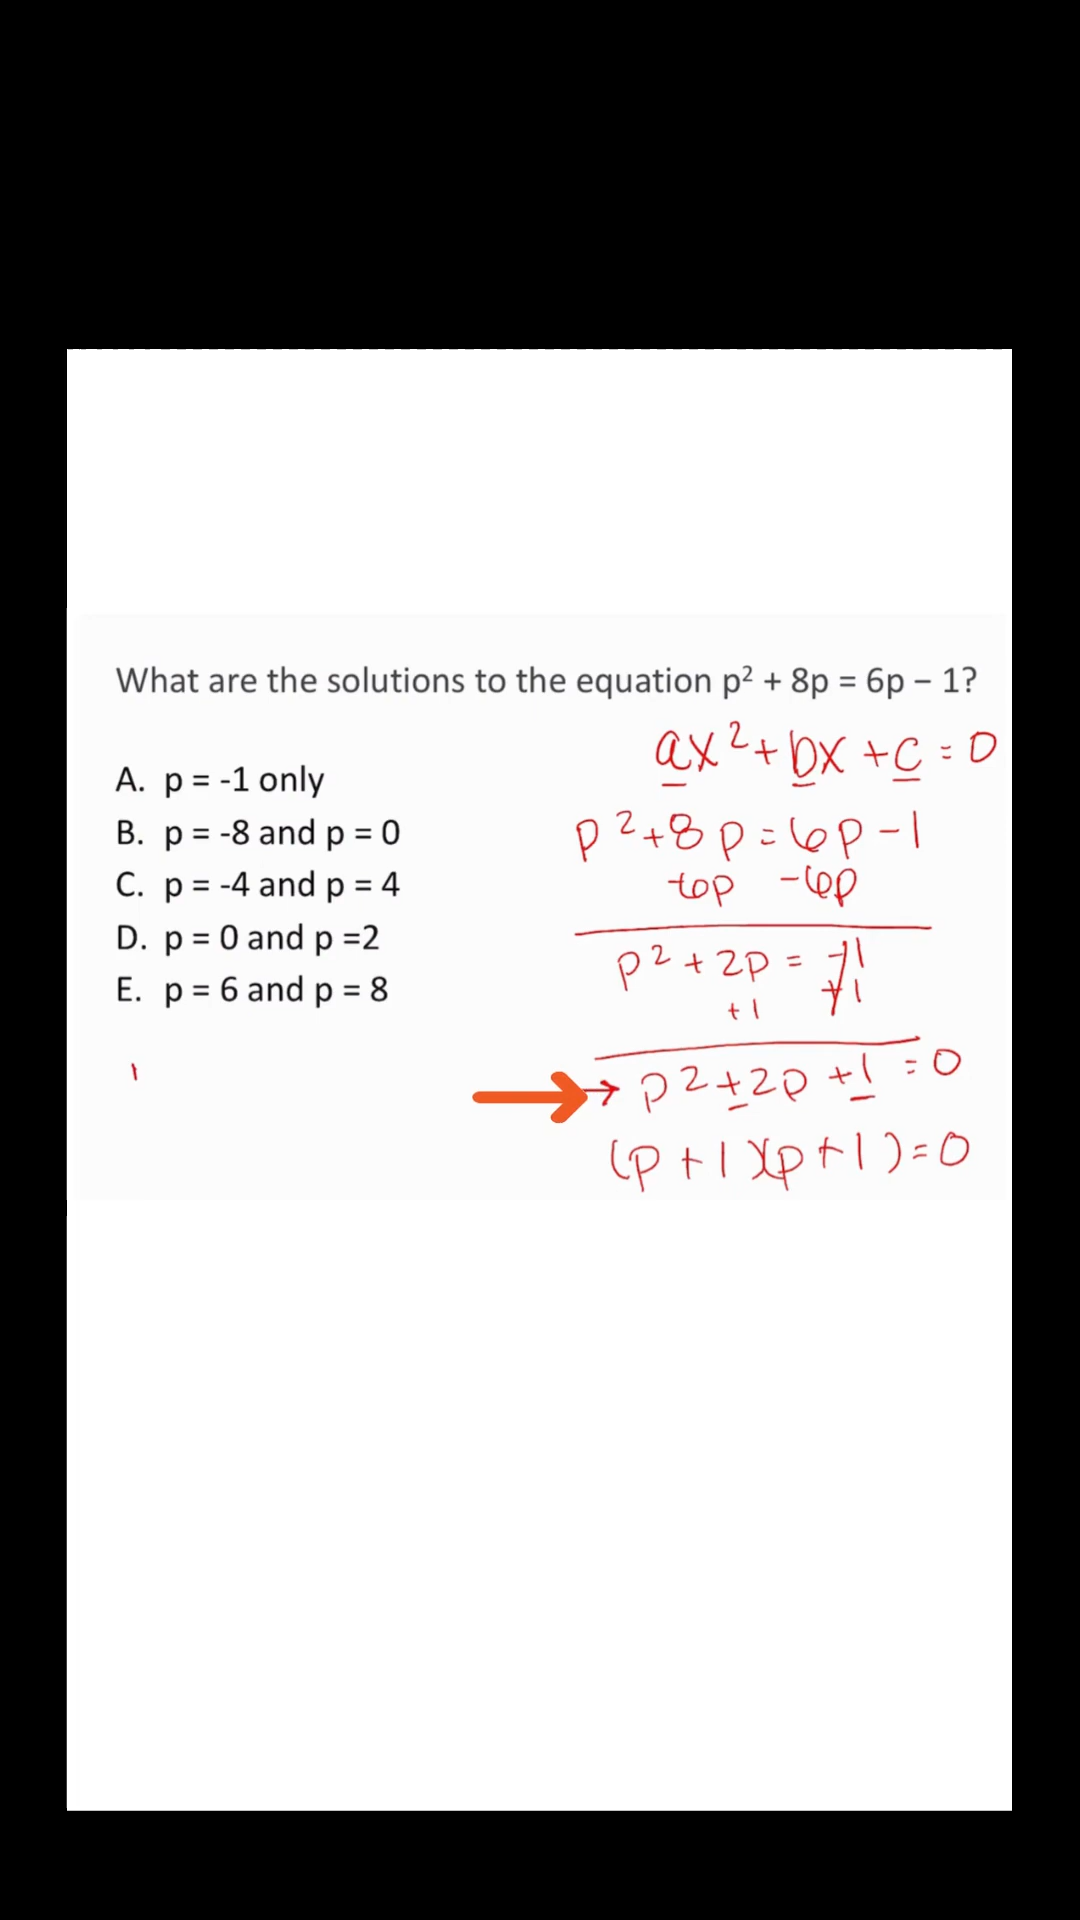 What are the solutions to the equation p² + 8p = 6p – 1?
ax² + bx + c = 0
A. p = -1 only
B. p = -8 and p = 0
C. p = -4 and p = 4
D. p = 0 and p =2
E. p = 6 and p = 8
p² + 8p = 6p - 1
-6p -6p
p² + 2p = -1
+1 +1
p² + 2p + 1 = 0
(p + 1)(p + 1) = 0